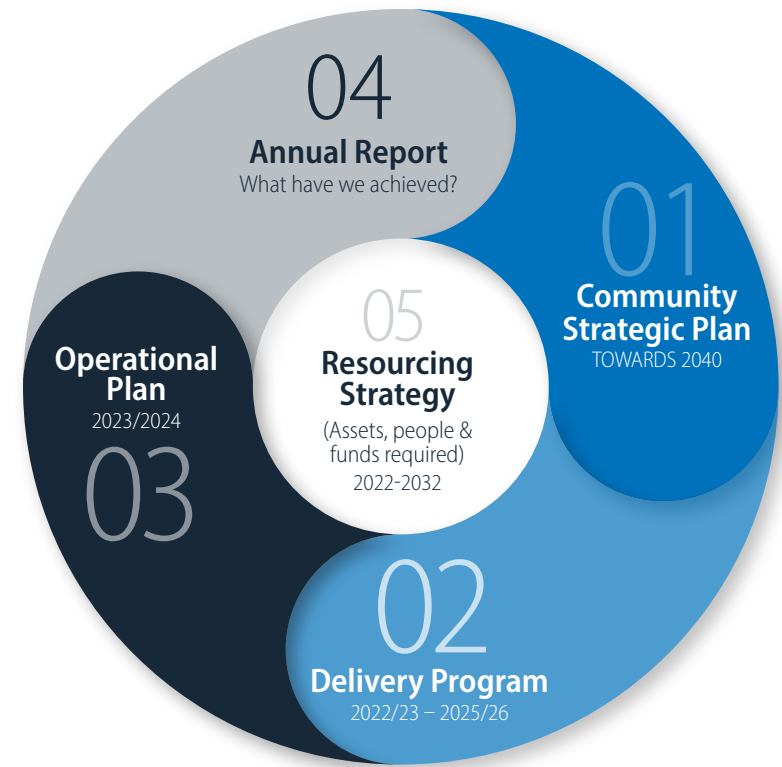 04
Annual Report
What have we achieved?
01
Community
Strategic Plan
TOWARDS 2040
05
Resourcing
Strategy
(Assets, people &
funds required)
2022-2032
Operational
Plan
2023/2024
03
02
Delivery Program
2022/23 – 2025/26